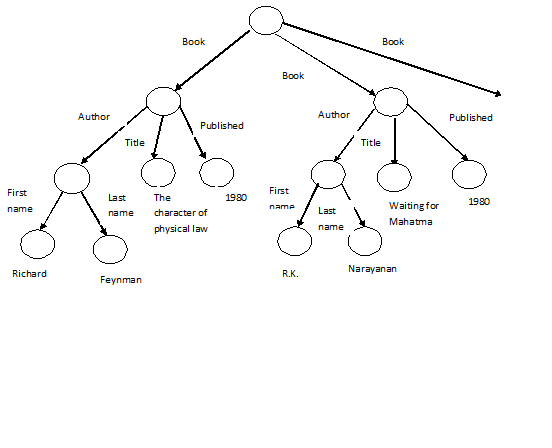 Book
Book
Book
Author
Title
Published
Author
Title
Published
First
name
Last
name
The
character of
physical law
1980
First
name
Last
name
Waiting for
Mahatma
1980
Richard
Feynman
R.K.
Narayanan